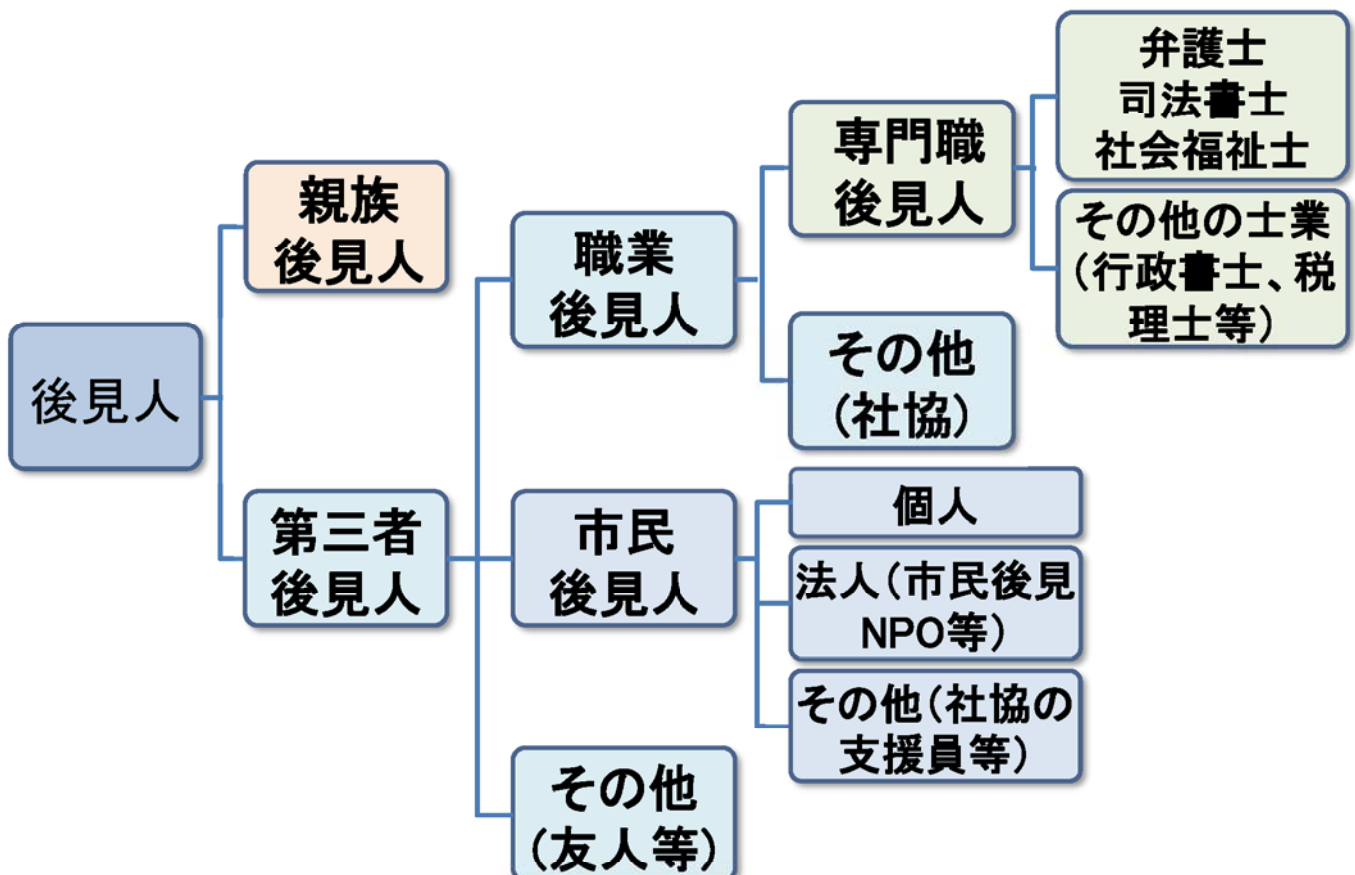 後見人
親族
後見人
第三者
後見人
職業
後見人
専門職
後見人
弁護士
司法書士
社会福祉士
その他の士業
（行政書士、税
理士等）
その他
（社協）
市民
後見人
個人
法人（市民後見
NPO等）
その他（社協の
支援員等）
その他
（友人等）